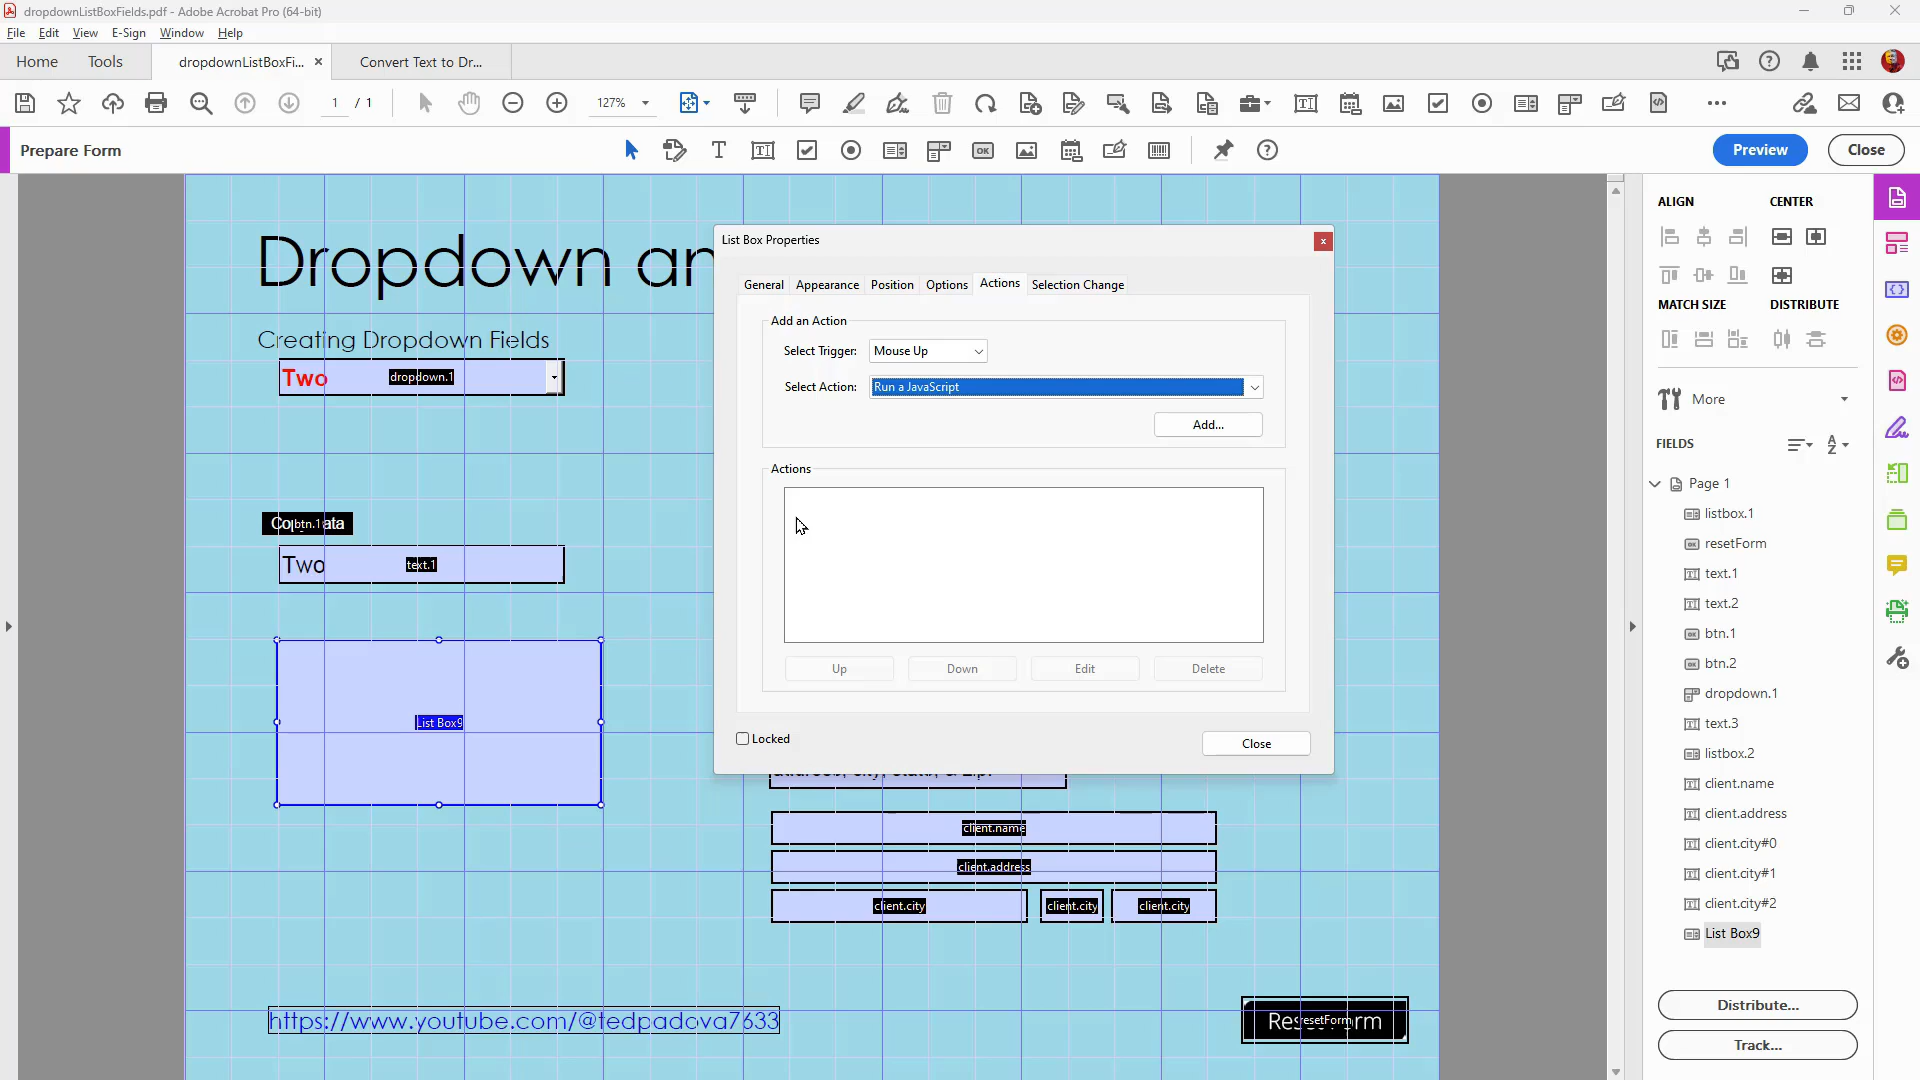 dropdownListBoxFields.pdf - Adobe Acrobat Pro (64-bit)
File Edit View E-Sign Window Help
Home Tools dropdownListBoxFi... Convert Text to Dr...
1 / 1 127%
Prepare Form Preview Close
Dropdown an
Creating Dropdown Fields
Two dropdown.1
btn.1
Two text.1
List Box9
https://www.youtube.com/@tedpadova7633
List Box Properties
General Appearance Position Options Actions Selection Change
Add an Action
Select Trigger: Mouse Up
Select Action: Run a JavaScript
Add...
Actions
Up Down Edit Delete
Locked
Close
client.name
client.address
client.city client.city client.city
resetForm
ALIGN CENTER
MATCH SIZE DISTRIBUTE
More
FIELDS
Page 1
listbox.1
resetForm
text.1
text.2
btn.1
btn.2
dropdown.1
text.3
listbox.2
client.name
client.address
client.city#0
client.city#1
client.city#2
List Box9
Distribute...
Track...